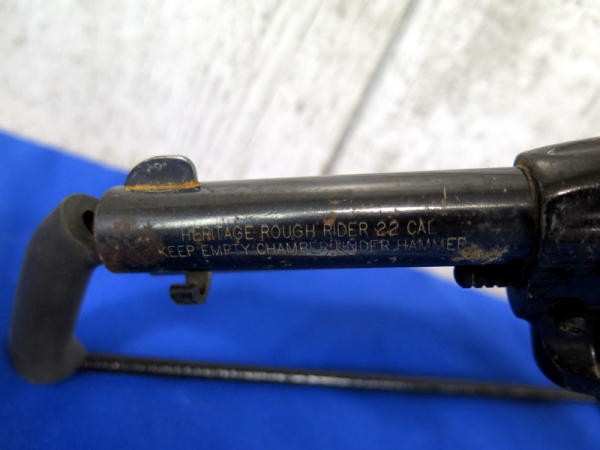 HERITAGE ROUGH RIDER 22 CAL
KEEP EMPTY CHAMBER UNDER HAMMER